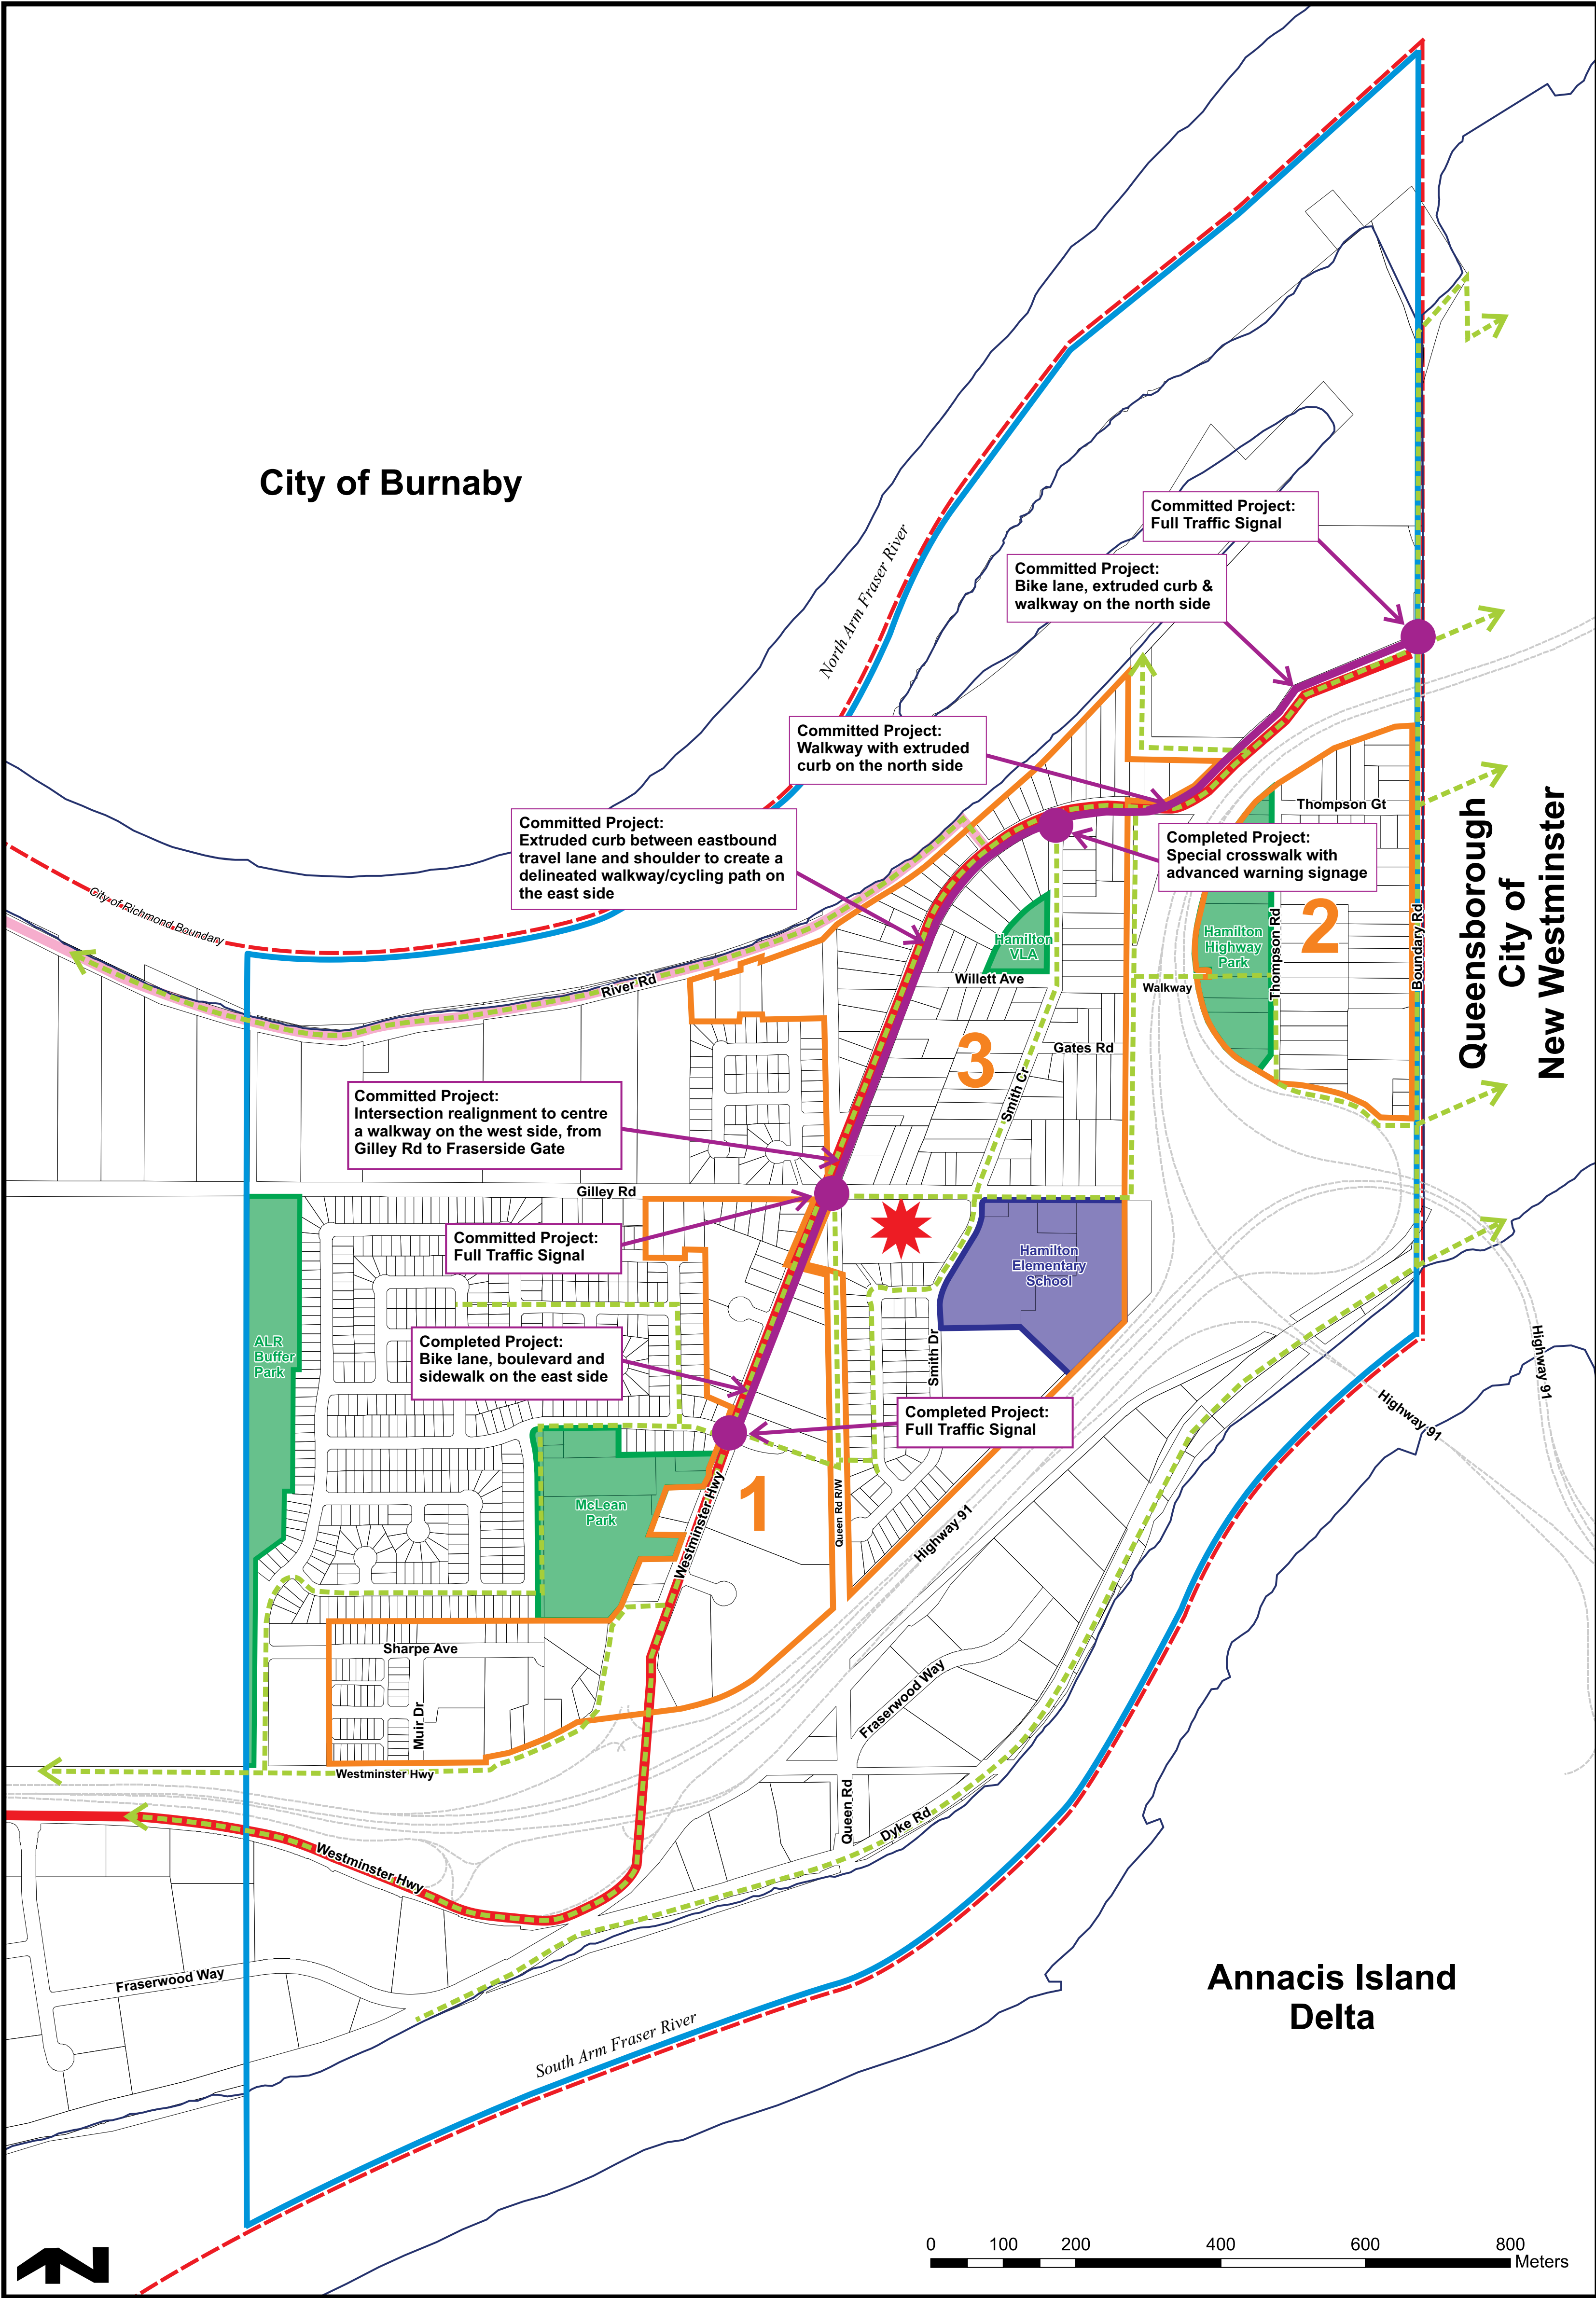 City of Burnaby
North Arm Fraser River
Committed Project:
Full Traffic Signal
Committed Project:
Bike lane, extruded curb &
walkway on the north side
Committed Project:
Walkway with extruded
curb on the north side
Committed Project:
Extruded curb between eastbound
travel lane and shoulder to create a
delineated walkway/cycling path on
the east side
Completed Project:
Special crosswalk with
advanced warning signage
Thompson Gt
City of Richmond Boundary
River Rd
Hamilton
VLA
Willett Ave
Hamilton
Highway
Park
Thompson Rd
2
Boundary Rd
Queensborough
City of
New Westminster
Walkway
3
Gates Rd
Smith Cr
Committed Project:
Intersection realignment to centre
a walkway on the west side, from
Gilley Rd to Fraserside Gate
Gilley Rd
Committed Project:
Full Traffic Signal
Hamilton
Elementary
School
ALR
Buffer
Park
Completed Project:
Bike lane, boulevard and
sidewalk on the east side
Smith Dr
Completed Project:
Full Traffic Signal
Highway 91
Highway 91
McLean
Park
1
Westminster Hwy
Queen Rd R/W
Highway 91
Sharpe Ave
Muir Dr
Westminster Hwy
Fraserwood Way
Queen Rd
Dyke Rd
Westminster Hwy
Fraserwood Way
South Arm Fraser River
Annacis Island
Delta
N
0 100 200 400 600 800
Meters